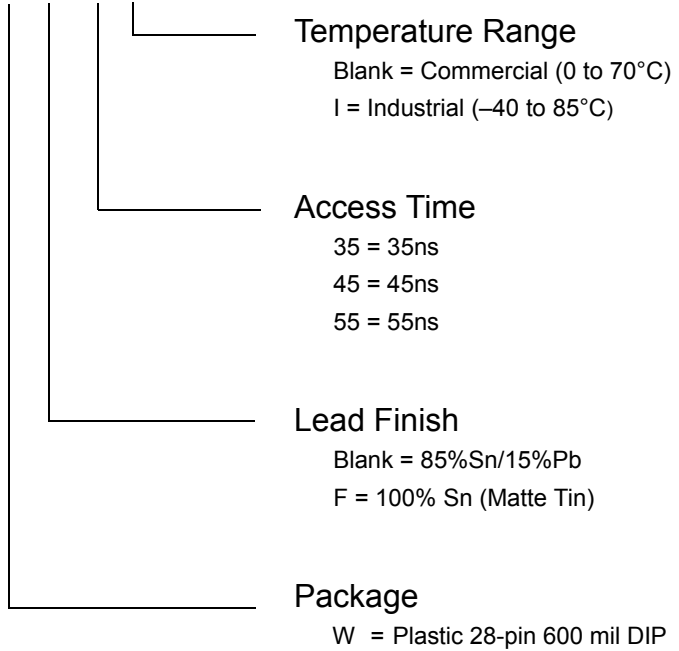 Temperature Range
Blank = Commercial (0 to 70°C)
I = Industrial (–40 to 85°C)
Access Time
35 = 35ns
45 = 45ns
55 = 55ns
Lead Finish
Blank = 85%Sn/15%Pb
F = 100% Sn (Matte Tin)
Package
W = Plastic 28-pin 600 mil DIP